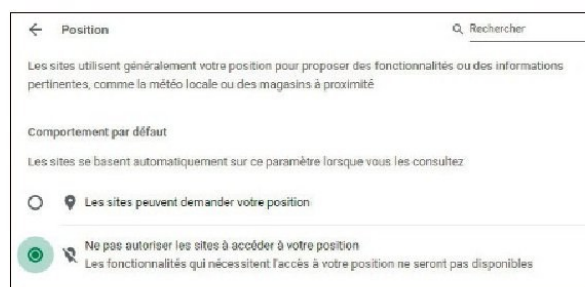 Position
Rechercher
Les sites utilisent généralement votre position pour proposer des fonctionnalités ou des informations
pertinentes, comme la météo locale ou des magasins à proximité
Comportement par défaut
Les sites se basent automatiquement sur ce paramètre lorsque vous les consultez
Les sites peuvent demander votre position
Ne pas autoriser les sites à accéder à votre position
Les fonctionnalités qui nécessitent l'accès à votre position ne seront pas disponibles